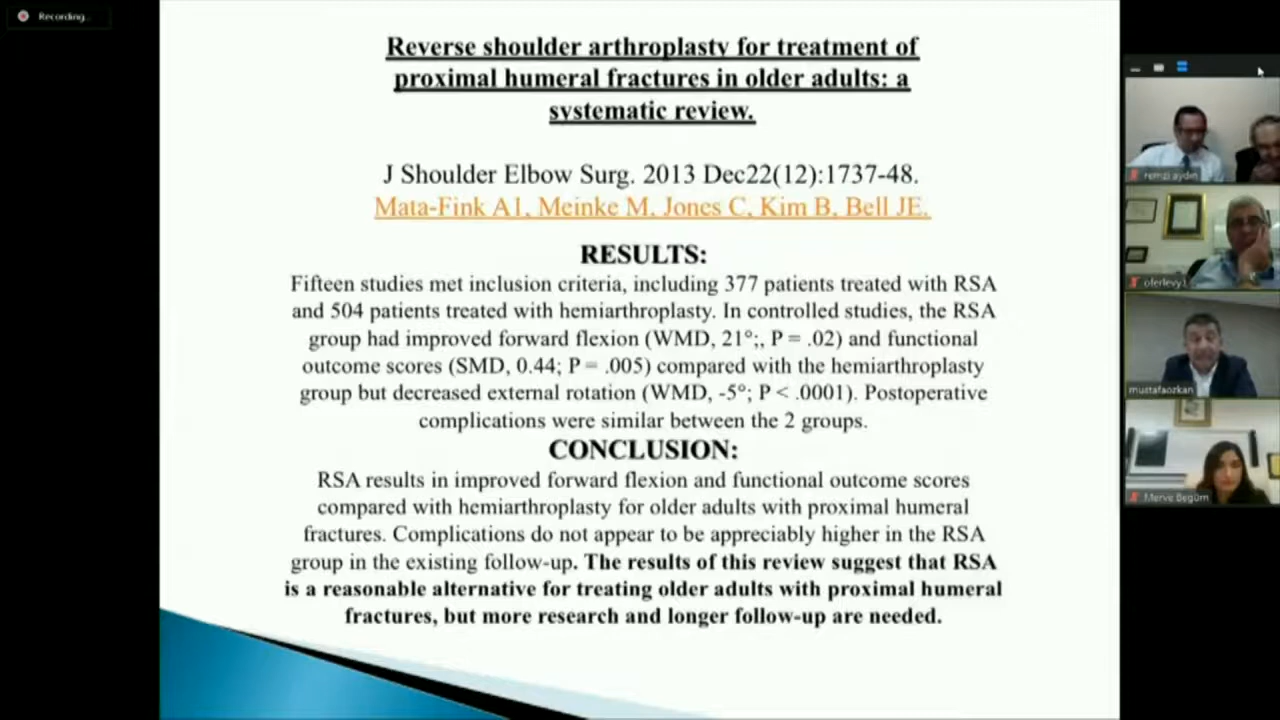 Recording...
Reverse shoulder arthroplasty for treatment of
proximal humeral fractures in older adults: a
systematic review.
J Shoulder Elbow Surg. 2013 Dec22(12):1737-48.
Mata-Fink A1, Meinke M, Jones C, Kim B, Bell JE.
RESULTS:
Fifteen studies met inclusion criteria, including 377 patients treated with RSA
and 504 patients treated with hemiarthroplasty. In controlled studies, the RSA
group had improved forward flexion (WMD, 21°;, P = .02) and functional
outcome scores (SMD, 0.44; P = .005) compared with the hemiarthroplasty
group but decreased external rotation (WMD, -5°; P < .0001). Postoperative
complications were similar between the 2 groups.
CONCLUSION:
RSA results in improved forward flexion and functional outcome scores
compared with hemiarthroplasty for older adults with proximal humeral
fractures. Complications do not appear to be appreciably higher in the RSA
group in the existing follow-up. The results of this review suggest that RSA
is a reasonable alternative for treating older adults with proximal humeral
fractures, but more research and longer follow-up are needed.
remzi aydın
oferlevy1
mustafaozkan
Merve Begüm